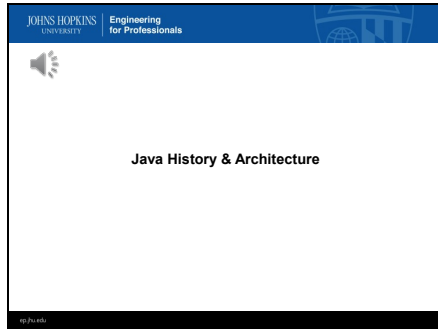 JOHNS HOPKINS
UNIVERSITY
Engineering
for Professionals
Java History & Architecture
ep.jhu.edu